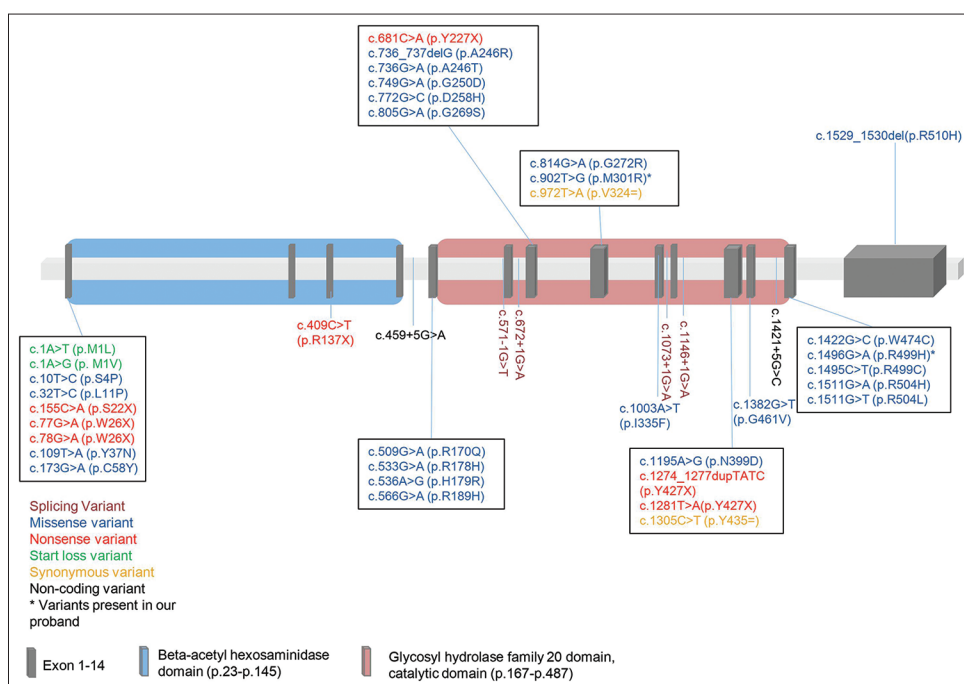 c.681C>A (p.Y227X)
c.736_737delG (p.A246R)
c.736G>A (p.A246T)
c.749G>A (p.G250D)
c.772G>C (p.D258H)
c.805G>A (p.G269S)
c.814G>A (p.G272R)
c.902T>G (p.M301R)*
c.972T>A (p.V324=)
c.1529_1530del(p.R510H)
c.409C>T
(p.R137X)
c.459+5G>A
c.571-1G>T
c.672+1G>A
c.1073+1G>A
c.1146+1G>A
c.1421+5G>C
c.1003A>T
(p.I335F)
c.1382G>T
(p.G461V)
c.1A>T (p.M1L)
c.1A>G (p. M1V)
c.10T>C (p.S4P)
c.32T>C (p.L11P)
c.155C>A (p.S22X)
c.77G>A (p.W26X)
c.78G>A (p.W26X)
c.109T>A (p.Y37N)
c.173G>A (p.C58Y)
c.509G>A (p.R170Q)
c.533G>A (p.R178H)
c.536A>G (p.H179R)
c.566G>A (p.R189H)
c.1195A>G (p.N399D)
c.1274_1277dupTATC
(p.Y427X)
c.1281T>A(p.Y427X)
c.1305C>T (p.Y435=)
c.1422G>C (p.W474C)
c.1496G>A (p.R499H)*
c.1495C>T(p.R499C)
c.1511G>A (p.R504H)
c.1511G>T (p.R504L)
Splicing Variant
Missense variant
Nonsense variant
Start loss variant
Synonymous variant
Non-coding variant
* Variants present in our
proband
Exon 1-14
Beta-acetyl hexosaminidase
domain (p.23-p.145)
Glycosyl hydrolase family 20 domain,
catalytic domain (p.167-p.487)